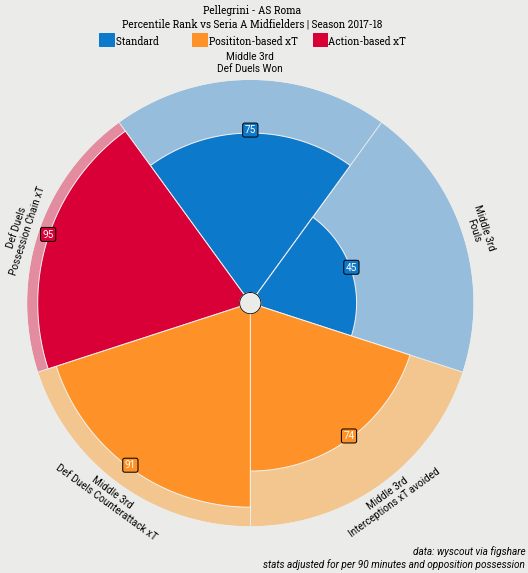 Pellegrini - AS Roma
Percentile Rank vs Seria A Midfielders | Season 2017-18
Standard
Posititon-based xT
Action-based xT
Middle 3rd
Def Duels Won
75
Middle 3rd
Fouls
45
Def Duels
Possession Chain xT
95
74
91
Middle 3rd
Interceptions xT avoided
Middle 3rd
Def Duels Counterattack xT
data: wyscout via figshare
stats adjusted for per 90 minutes and opposition possession